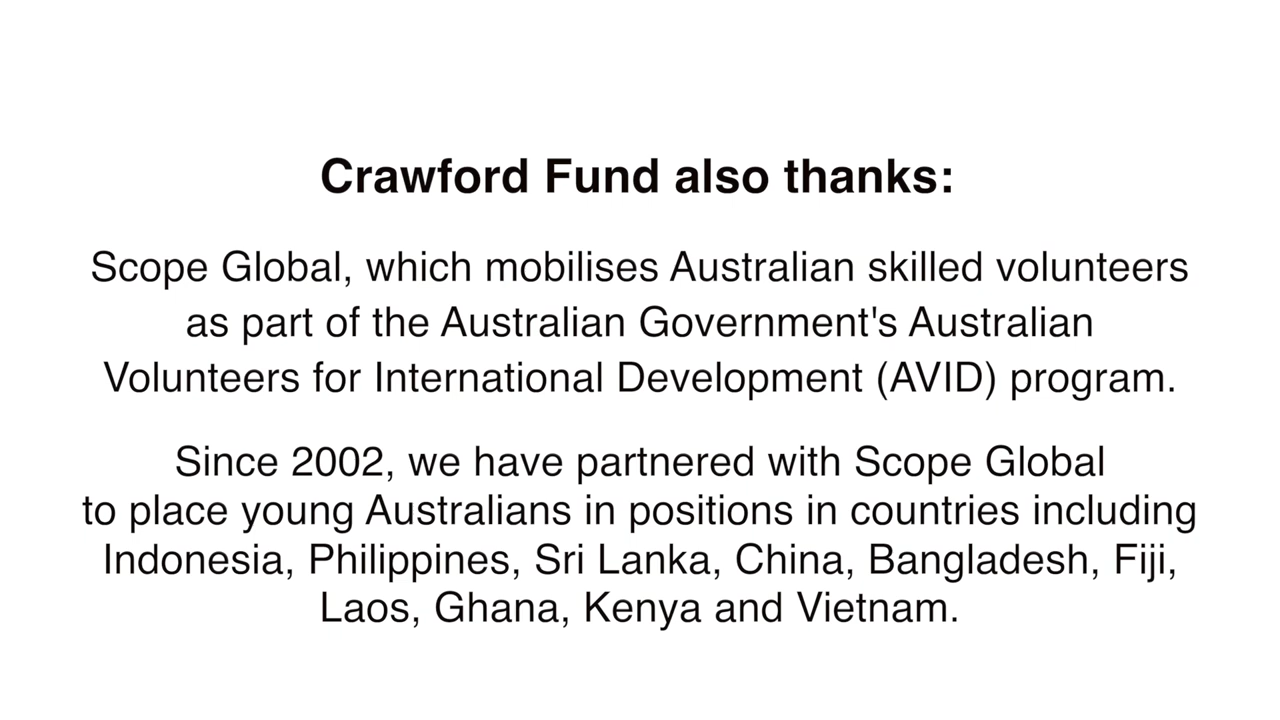 Crawford Fund also thanks:
Scope Global, which mobilises Australian skilled volunteers
as part of the Australian Government's Australian
Volunteers for International Development (AVID) program.
Since 2002, we have partnered with Scope Global
to place young Australians in positions in countries including
Indonesia, Philippines, Sri Lanka, China, Bangladesh, Fiji,
Laos, Ghana, Kenya and Vietnam.